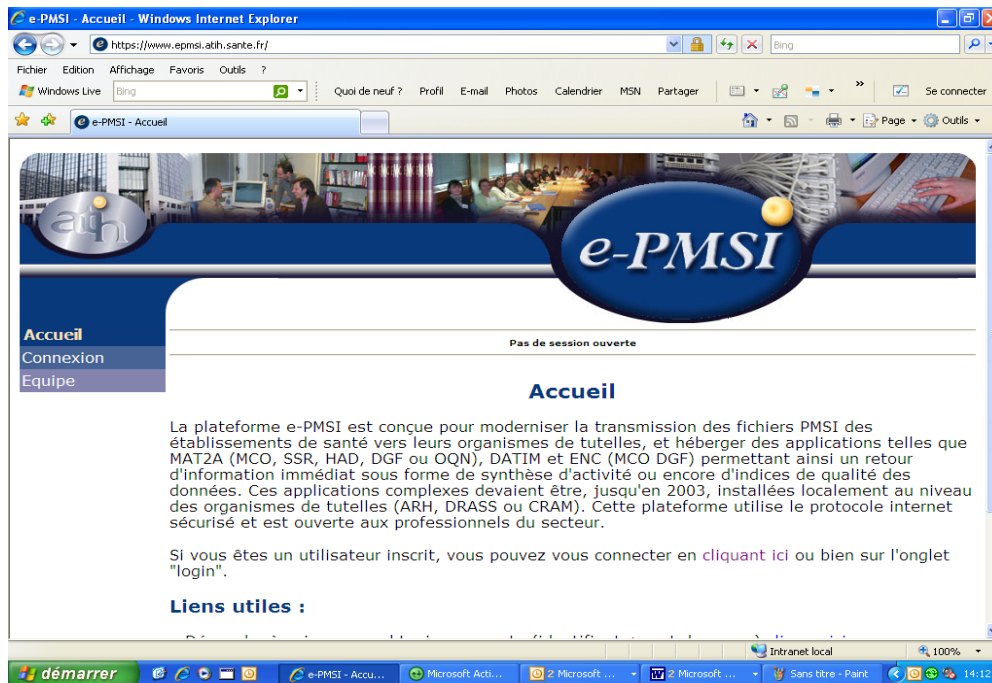 e-PMSI - Accueil - Windows Internet Explorer
https://www.epmsi.atih.sante.fr/
Bing
Fichier Edition Affichage Favoris Outils ?
Windows Live Bing Quoi de neuf ? Profil E-mail Photos Calendrier MSN Partager » Se connecter
e-PMSI - Accueil Page Outils
atih
e-PMSI
Accueil
Connexion
Equipe
Pas de session ouverte
Accueil
La plateforme e-PMSI est conçue pour moderniser la transmission des fichiers PMSI des
établissements de santé vers leurs organismes de tutelles, et héberger des applications telles que
MAT2A (MCO, SSR, HAD, DGF ou OQN), DATIM et ENC (MCO DGF) permettant ainsi un retour
d'information immédiat sous forme de synthèse d'activité ou encore d'indices de qualité des
données. Ces applications complexes devaient être, jusqu'en 2003, installées localement au niveau
des organismes de tutelles (ARH, DRASS ou CRAM). Cette plateforme utilise le protocole internet
sécurisé et est ouverte aux professionnels du secteur.
Si vous êtes un utilisateur inscrit, vous pouvez vous connecter en cliquant ici ou bien sur l'onglet
"login".
Liens utiles :
Intranet local 100%
démarrer e-PMSI - Accu... Microsoft Acti... 2 Microsoft ... 2 Microsoft ... Sans titre - Paint 14:12